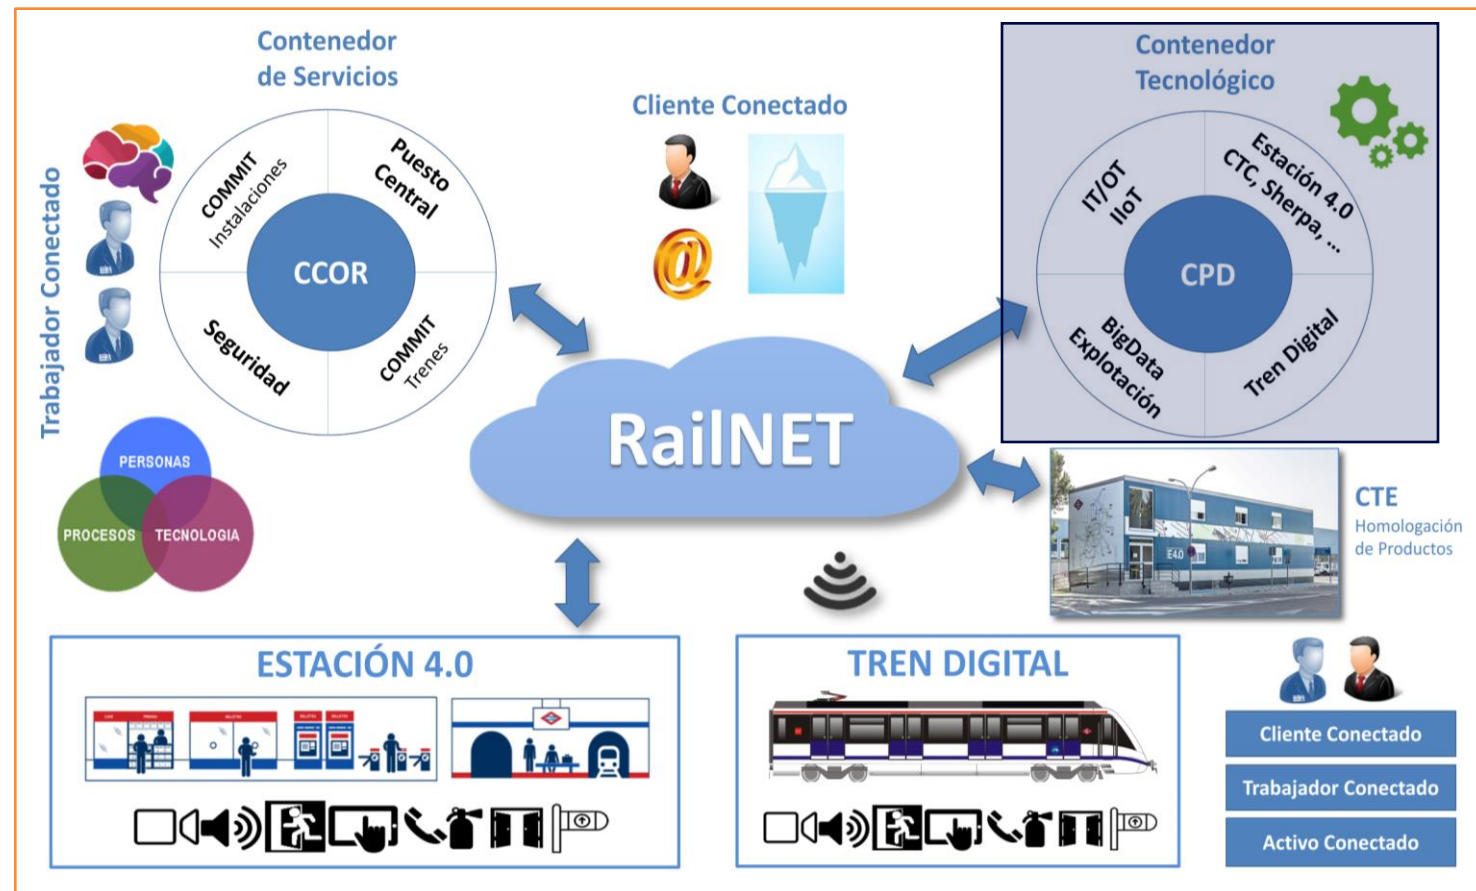 Contenedor
de Servicios
Trabajador Conectado
COMMIT
Instalaciones
Puesto
Central
CCOR
Seguridad
COMMIT
Trenes
PERSONAS
PROCESOS
TECNOLOGIA
Cliente Conectado
@
Contenedor
Tecnológico
IT/OT
IIoT
Estación 4.0
CTC, Sherpa, ...
CPD
BigData
Explotación
Tren Digital
RailNET
E4.0
CTE
Homologación
de Productos
ESTACIÓN 4.0
TREN DIGITAL
Cliente Conectado
Trabajador Conectado
Activo Conectado